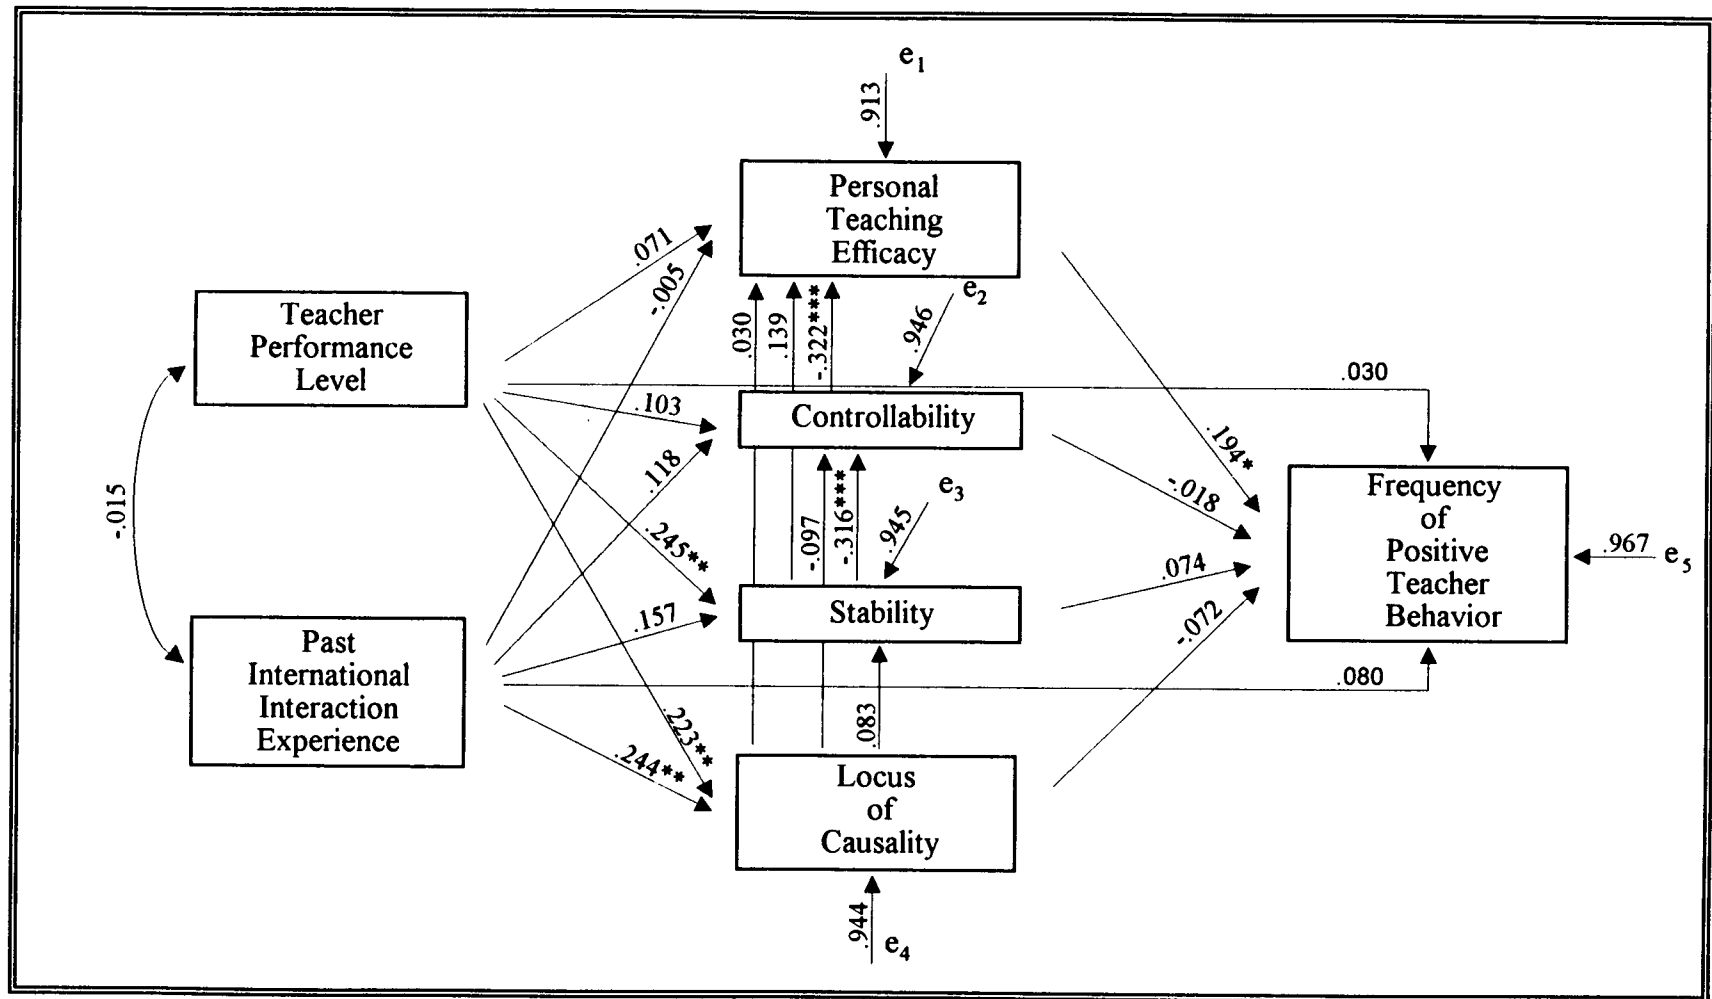 e1
.913
Personal
Teaching
Efficacy
.071
-.005
e2
.946
.030
.139
-.322***
Teacher
Performance
Level
.030
.103
Controllability
.118
.194*
-.018
-.015
-.097
-.316***
e3
.945
.245**
Frequency
of
Positive
Teacher
Behavior
.967
e5
.074
Stability
.157
-.072
Past
International
Interaction
Experience
.080
.083
.223**
.244**
Locus
of
Causality
.944
e4